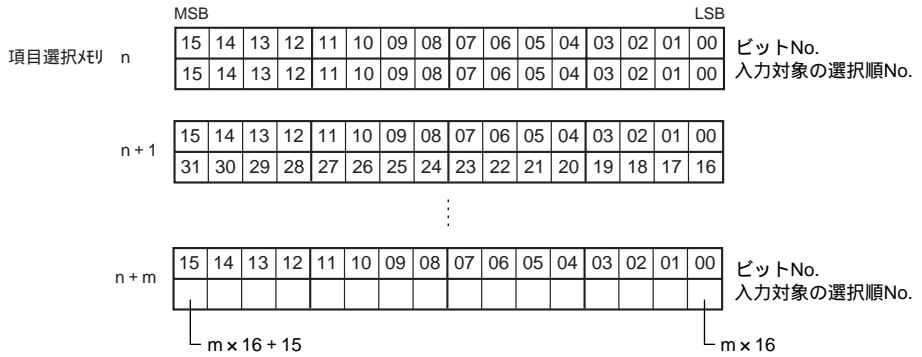 MSB LSB
項目選択ﾒﾓﾘ n
15 14 13 12 11 10 09 08 07 06 05 04 03 02 01 00 ビットNo.
15 14 13 12 11 10 09 08 07 06 05 04 03 02 01 00 入力対象の選択順No.
n + 1
15 14 13 12 11 10 09 08 07 06 05 04 03 02 01 00
31 30 29 28 27 26 25 24 23 22 21 20 19 18 17 16
n + m
15 14 13 12 11 10 09 08 07 06 05 04 03 02 01 00 ビットNo.
入力対象の選択順No.
m × 16 + 15 m × 16